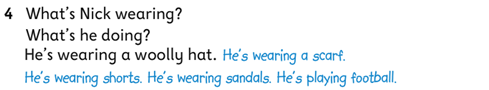 4 What's Nick wearing?
What's he doing?
He's wearing a woolly hat. He's wearing a scarf.
He's wearing shorts. He's wearing sandals. He's playing football.